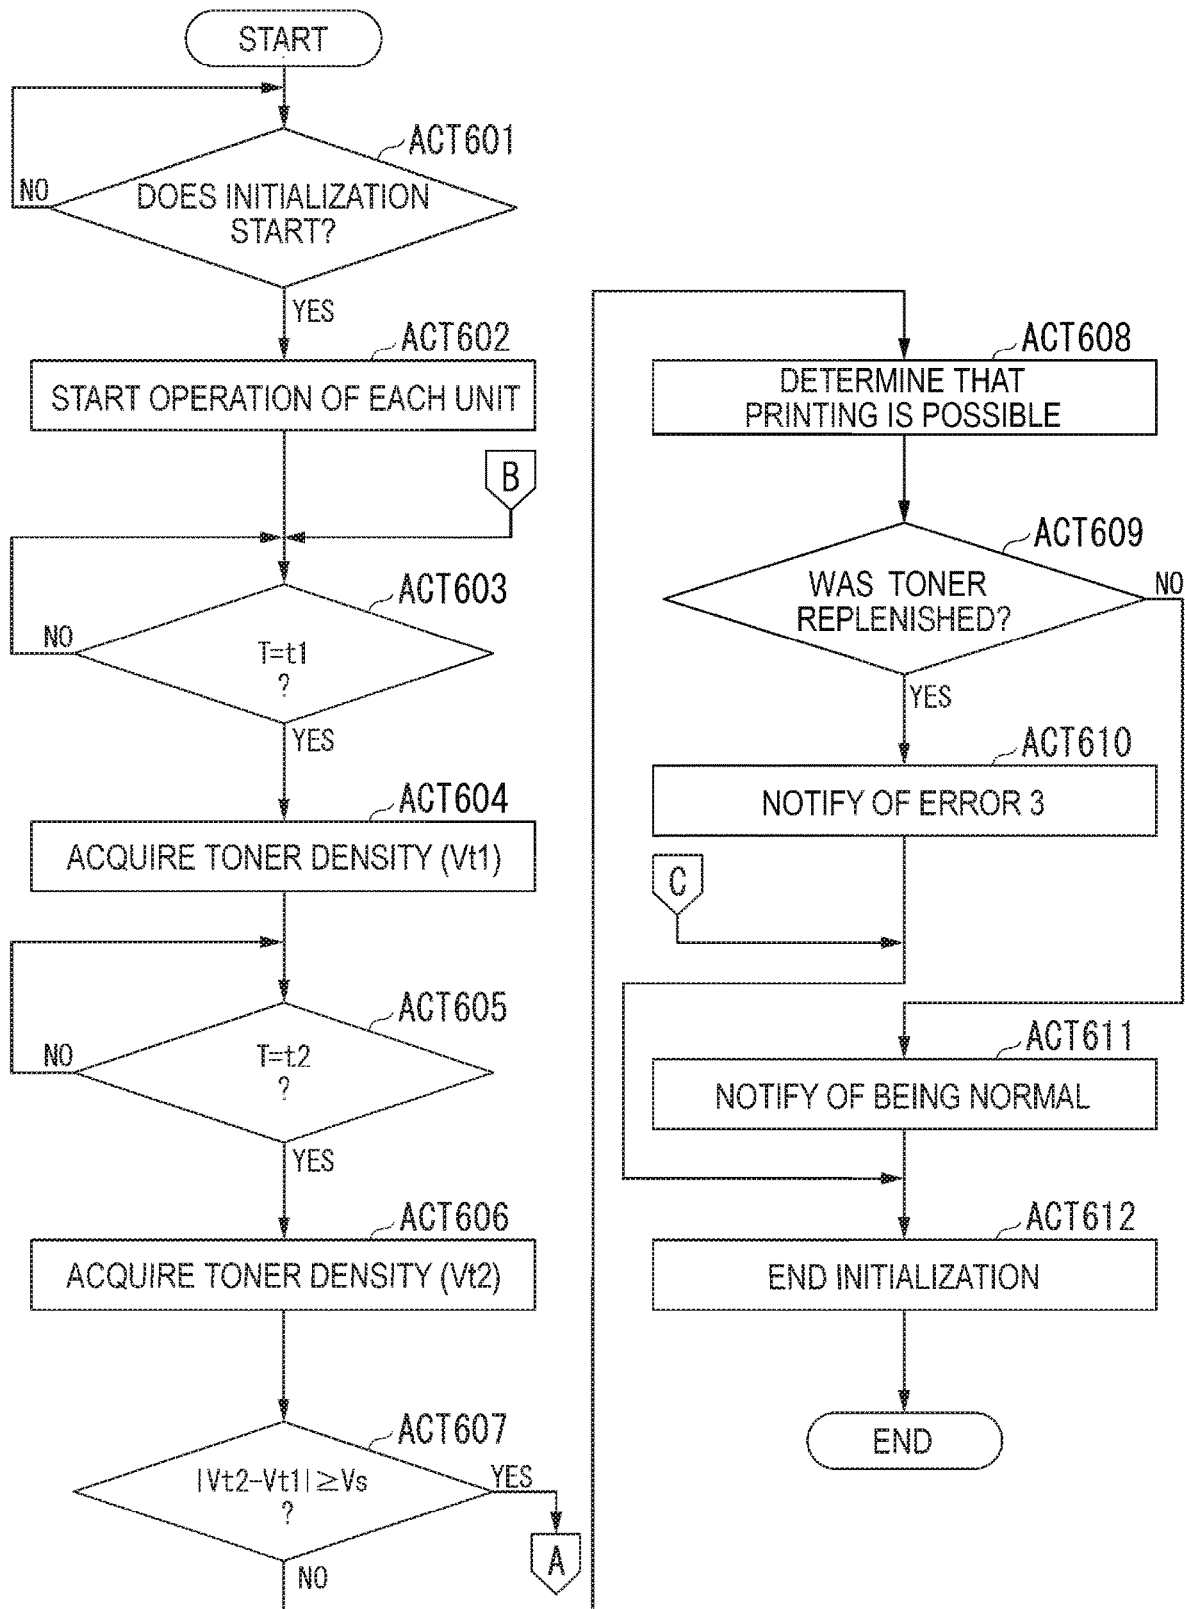 START
ACT601
DOES INITIALIZATION
START?
NO
YES
ACT602
START OPERATION OF EACH UNIT
B
ACT603
T=t1
?
NO
YES
ACT604
ACQUIRE TONER DENSITY (Vt1)
ACT605
T=t2
?
NO
YES
ACT606
ACQUIRE TONER DENSITY (Vt2)
ACT607
|Vt2-Vt1|≥Vs
?
YES
A
NO
ACT608
DETERMINE THAT
PRINTING IS POSSIBLE
ACT609
WAS TONER
REPLENISHED?
NO
YES
ACT610
NOTIFY OF ERROR 3
C
ACT611
NOTIFY OF BEING NORMAL
ACT612
END INITIALIZATION
END